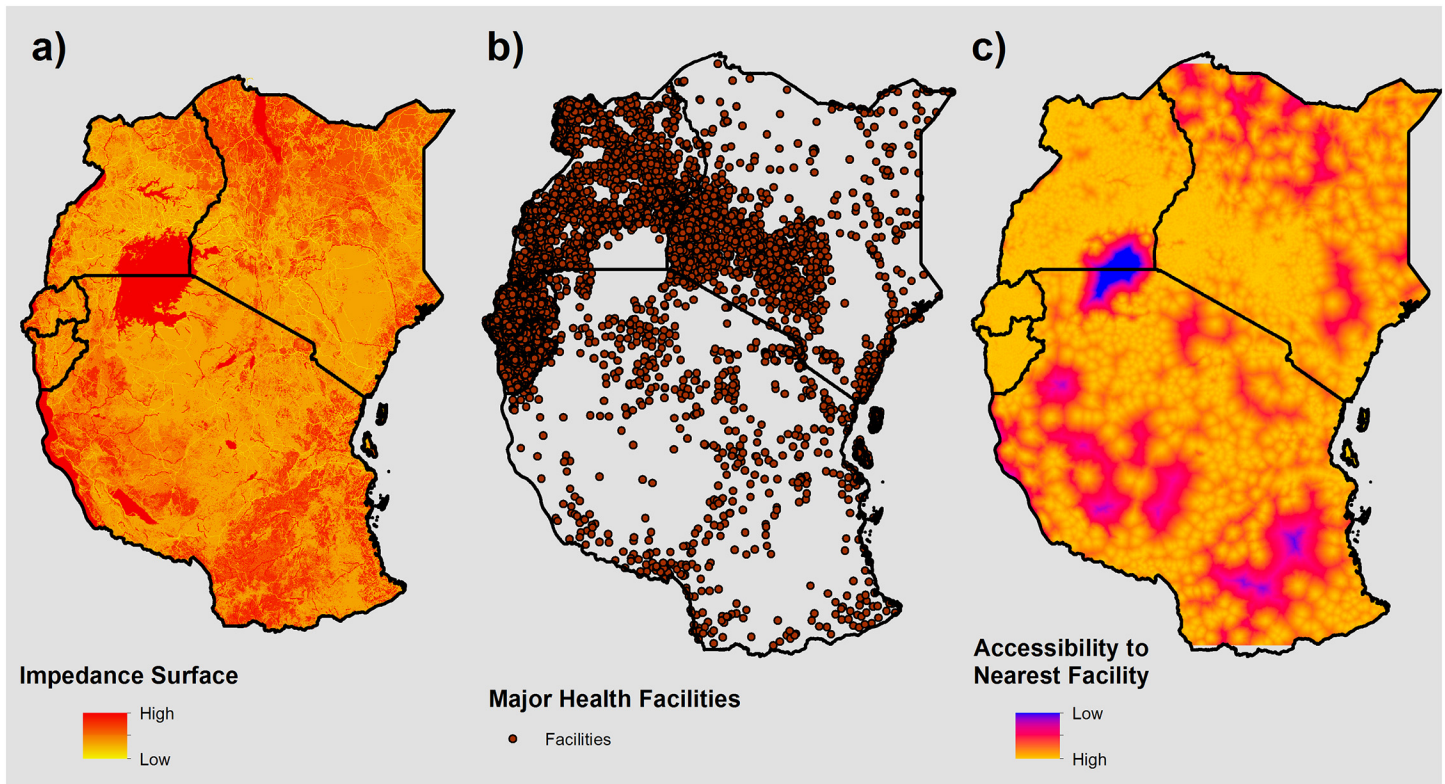 a)
b)
c)
Impedance Surface
High
Low
Major Health Facilities
Facilities
Accessibility to
Nearest Facility
Low
High